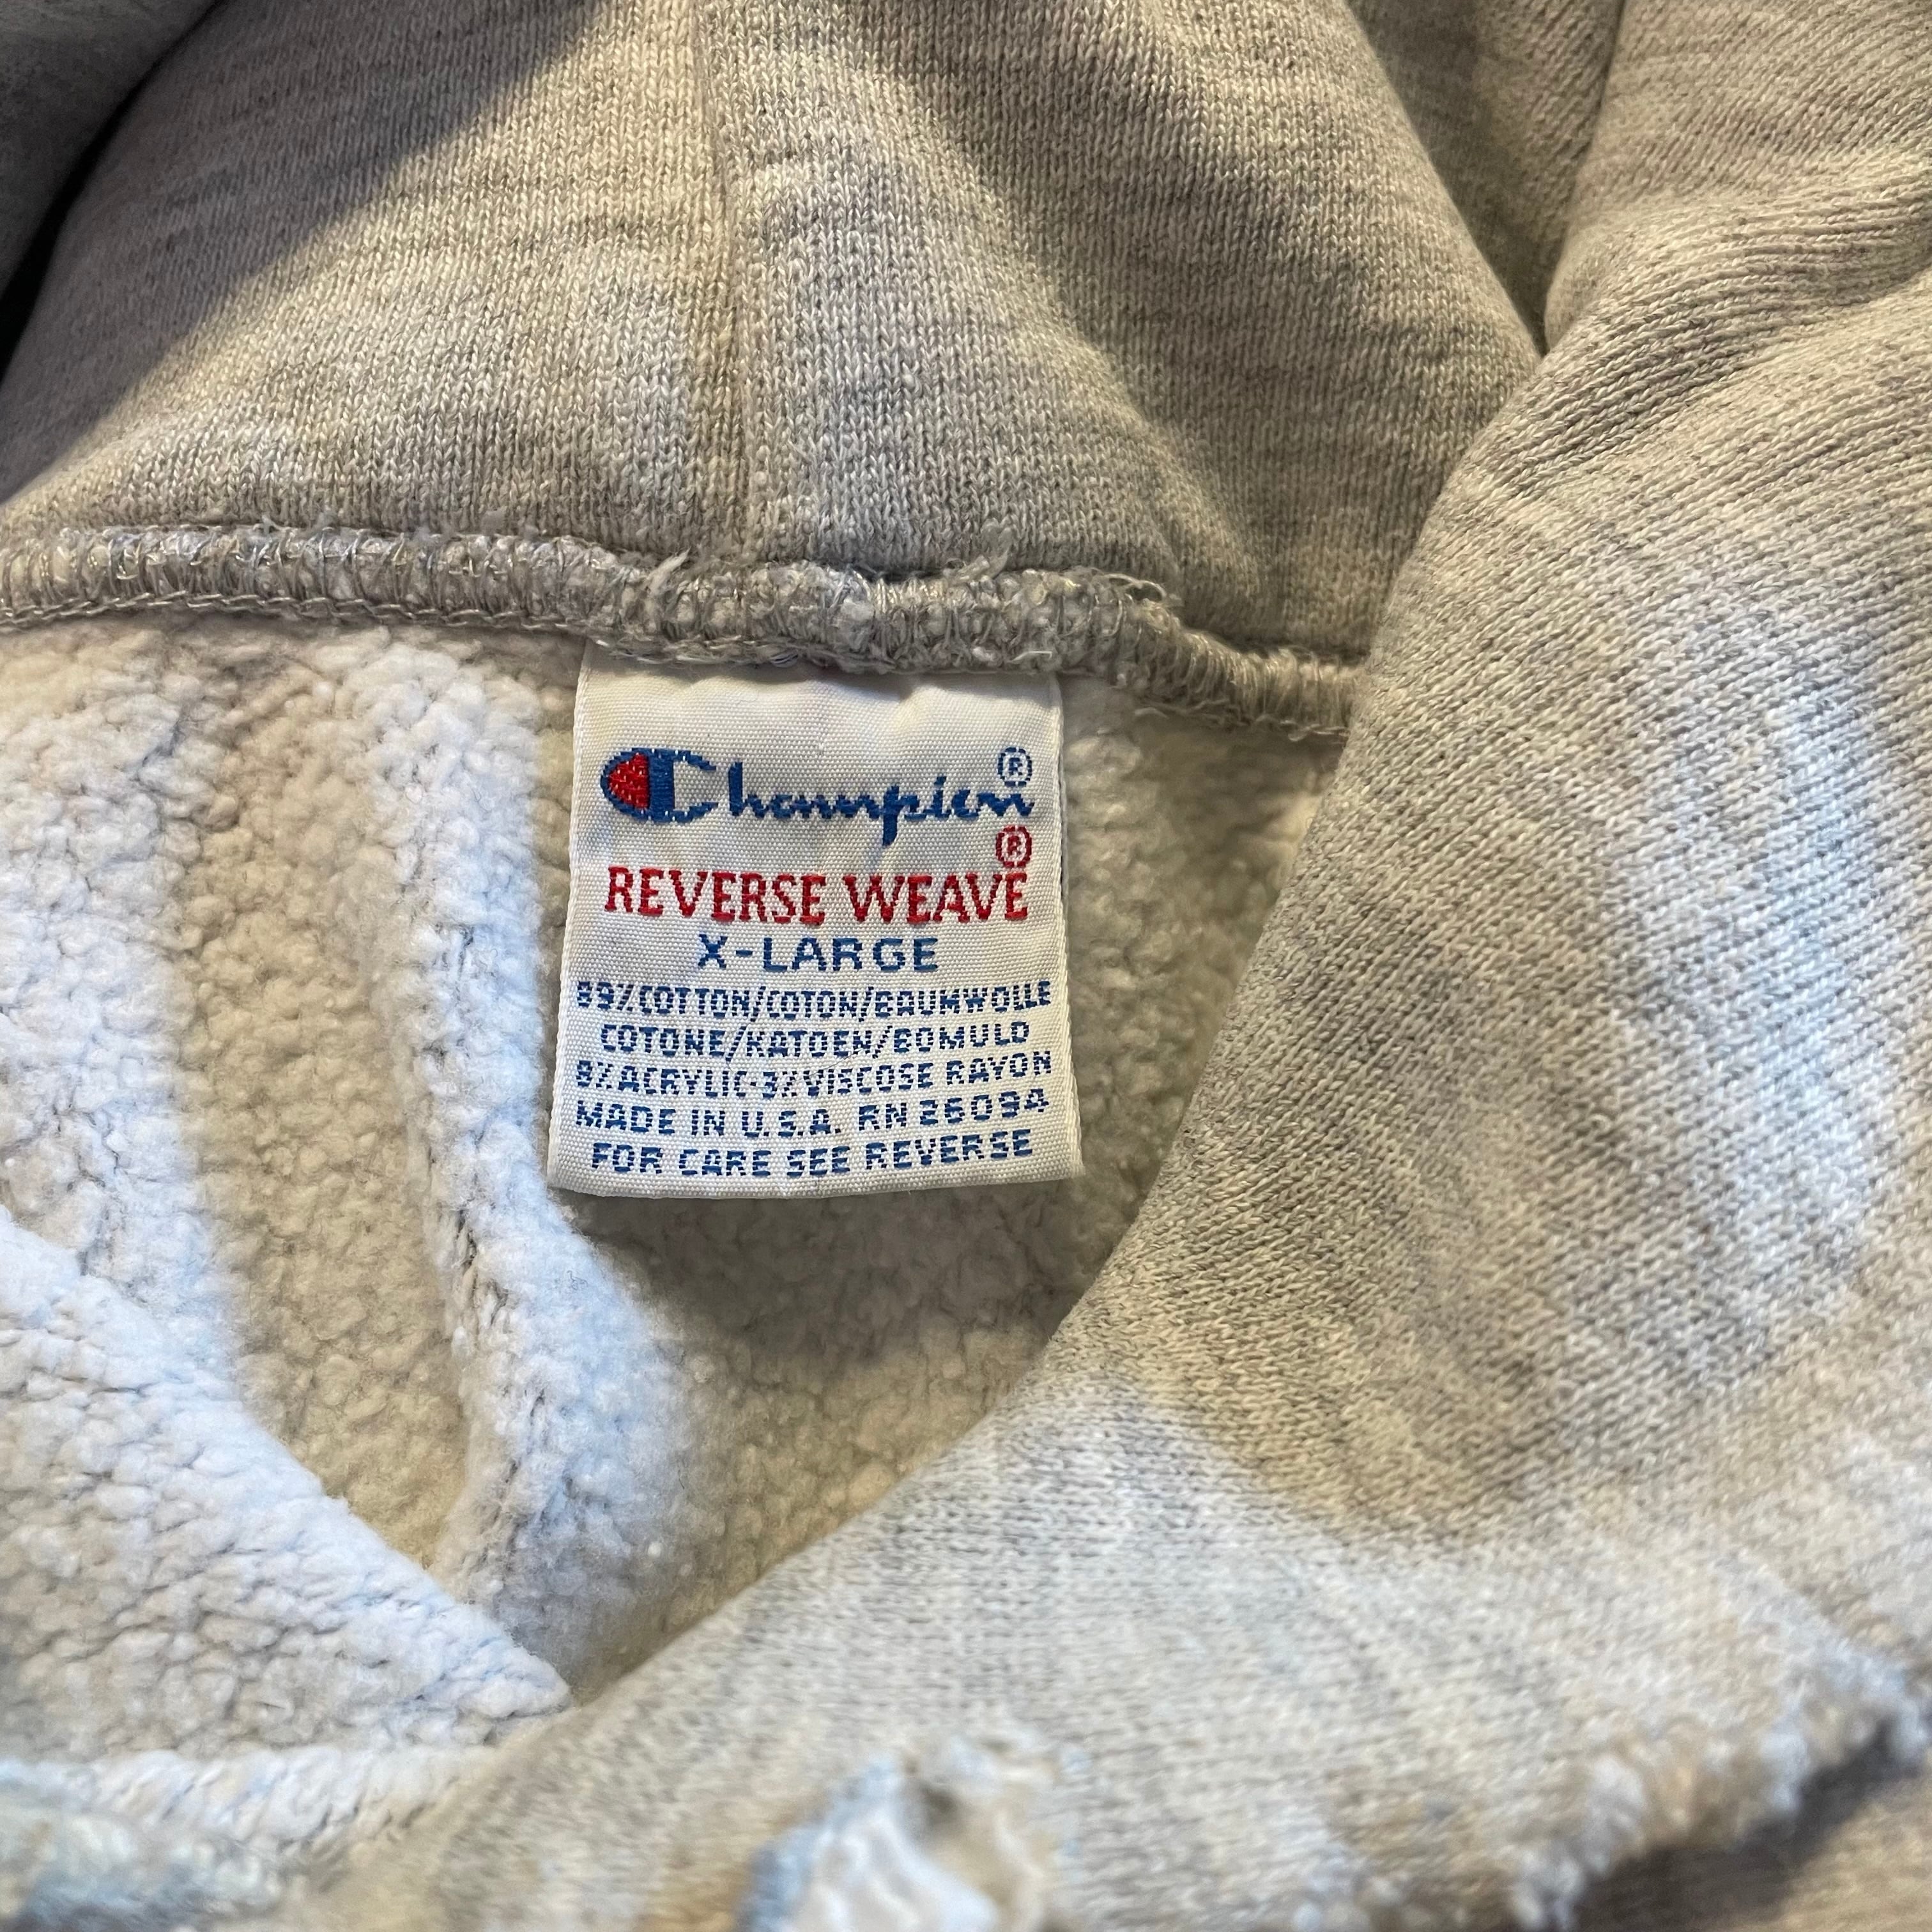 Champion®
REVERSE WEAVE®
X-LARGE
89% COTTON/COTON/BAUMWOLLE
COTONE/KATOEN/BOMULD
8% ACRYLIC-3% VISCOSE RAYON
MADE IN U.S.A. RN 26094
FOR CARE SEE REVERSE